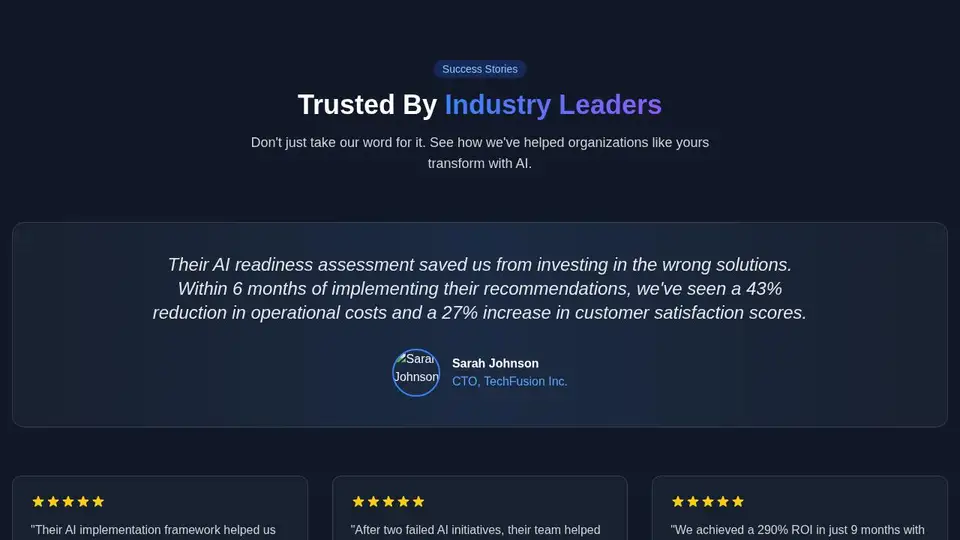 Success Stories
Trusted By Industry Leaders
Don't just take our word for it. See how we've helped organizations like yours
transform with AI.
Their AI readiness assessment saved us from investing in the wrong solutions.
Within 6 months of implementing their recommendations, we've seen a 43%
reduction in operational costs and a 27% increase in customer satisfaction scores.
Sarah
Johnson
Sarah Johnson
CTO, TechFusion Inc.
"Their AI implementation framework helped us
"After two failed AI initiatives, their team helped
"We achieved a 290% ROI in just 9 months with